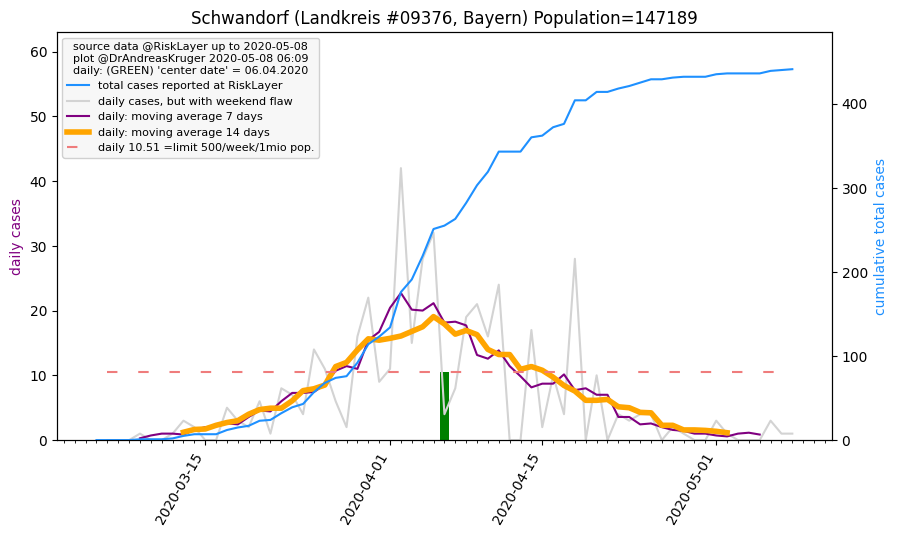 Schwandorf (Landkreis #09376, Bayern) Population=147189
source data @RiskLayer up to 2020-05-08
plot @DrAndreasKruger 2020-05-08 06:09
daily: (GREEN) 'center date' = 06.04.2020
total cases reported at RiskLayer
daily cases, but with weekend flaw
daily: moving average 7 days
daily: moving average 14 days
daily 10.51 =limit 500/week/1mio pop.
daily cases
60
50
40
30
20
10
0
cumulative total cases
400
300
200
100
0
2020-03-15
2020-04-01
2020-04-15
2020-05-01